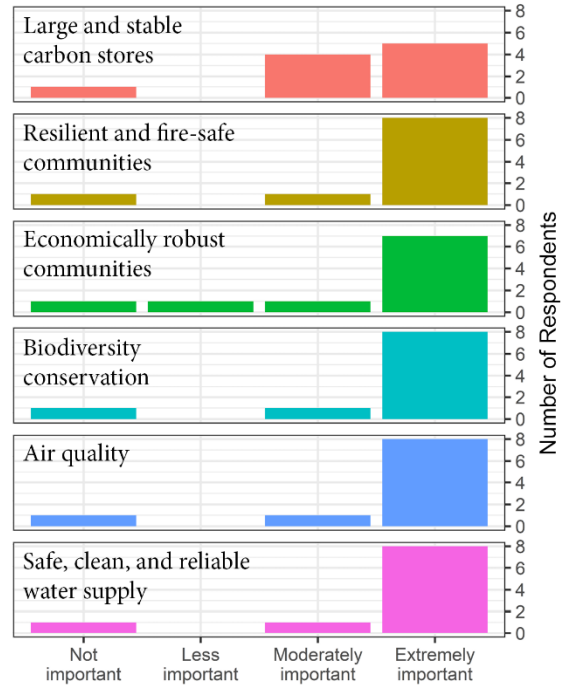 Large and stable
carbon stores
8
6
4
2
0
Resilient and fire-safe
communities
8
6
4
2
0
Economically robust
communities
8
6
4
2
0
Biodiversity
conservation
8
6
4
2
0
Air quality
8
6
4
2
0
Safe, clean, and reliable
water supply
8
6
4
2
0
Number of Respondents
Not
important
Less
important
Moderately
important
Extremely
important